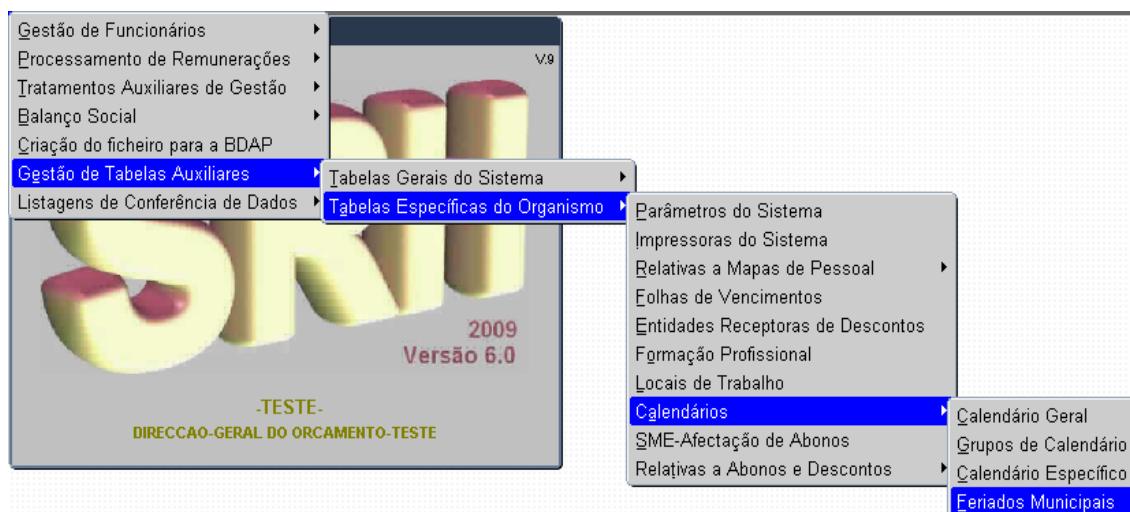 Gestão de Funcionários
Processamento de Remunerações
Tratamentos Auxiliares de Gestão
Balanço Social
Criação do ficheiro para a BDAP
Gestão de Tabelas Auxiliares
Listagens de Conferência de Dados
V.9
Tabelas Gerais do Sistema
Tabelas Específicas do Organismo
Parâmetros do Sistema
Impressoras do Sistema
Relativas a Mapas de Pessoal
Folhas de Vencimentos
Entidades Receptoras de Descontos
Formação Profissional
Locais de Trabalho
Calendários
SME-Afectação de Abonos
Relativas a Abonos e Descontos
Calendário Geral
Grupos de Calendário
Calendário Específico
Feriados Municipais
SRH
2009
Versão 6.0
-TESTE-
DIRECCAO-GERAL DO ORCAMENTO-TESTE